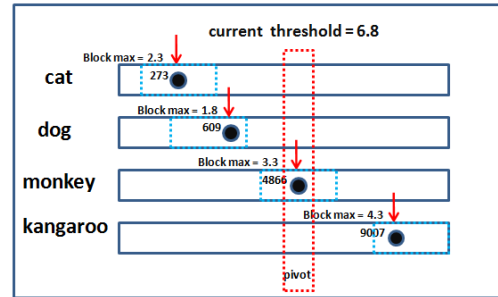 current threshold = 6.8
Block max = 2.3
cat
273
Block max = 1.8
dog
609
Block max = 3.3
monkey
4866
Block max = 4.3
kangaroo
9007
pivot